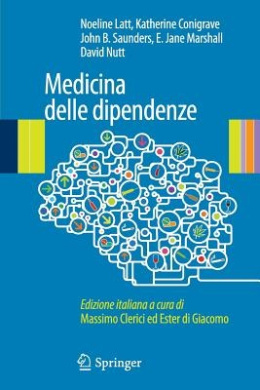 Noeline Latt, Katherine Conigrave
John B. Saunders, E. Jane Marshall
David Nutt
Medicina
delle dipendenze
Edizione italiana a cura di
Massimo Clerici ed Ester di Giacomo
Springer